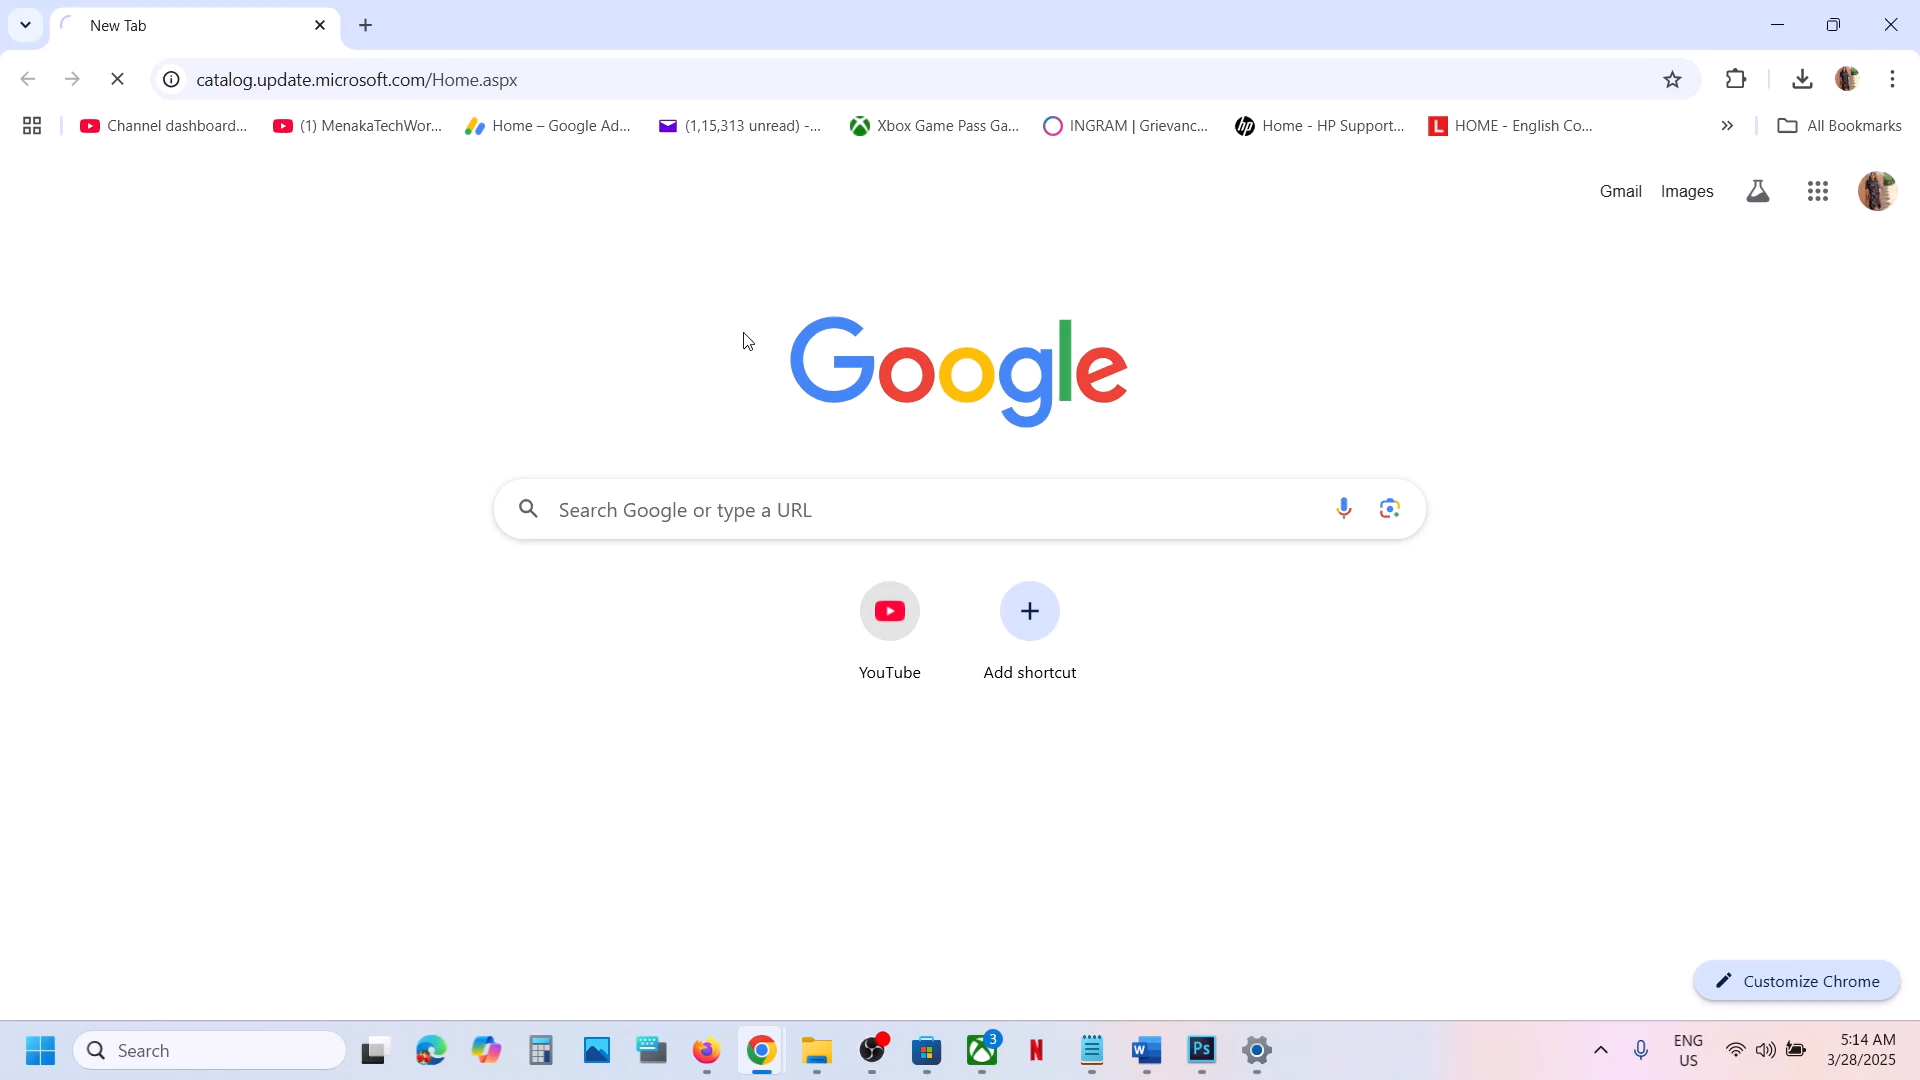 New Tab
catalog.update.microsoft.com/Home.aspx
Channel dashboard...
(1) MenakaTechWor...
Home – Google Ad...
(1,15,313 unread) -...
Xbox Game Pass Ga...
INGRAM | Grievanc...
Home - HP Support...
HOME - English Co...
All Bookmarks
Gmail
Images
Google
Search Google or type a URL
YouTube
Add shortcut
Customize Chrome
Search
3
ENG
US
5:14 AM
3/28/2025